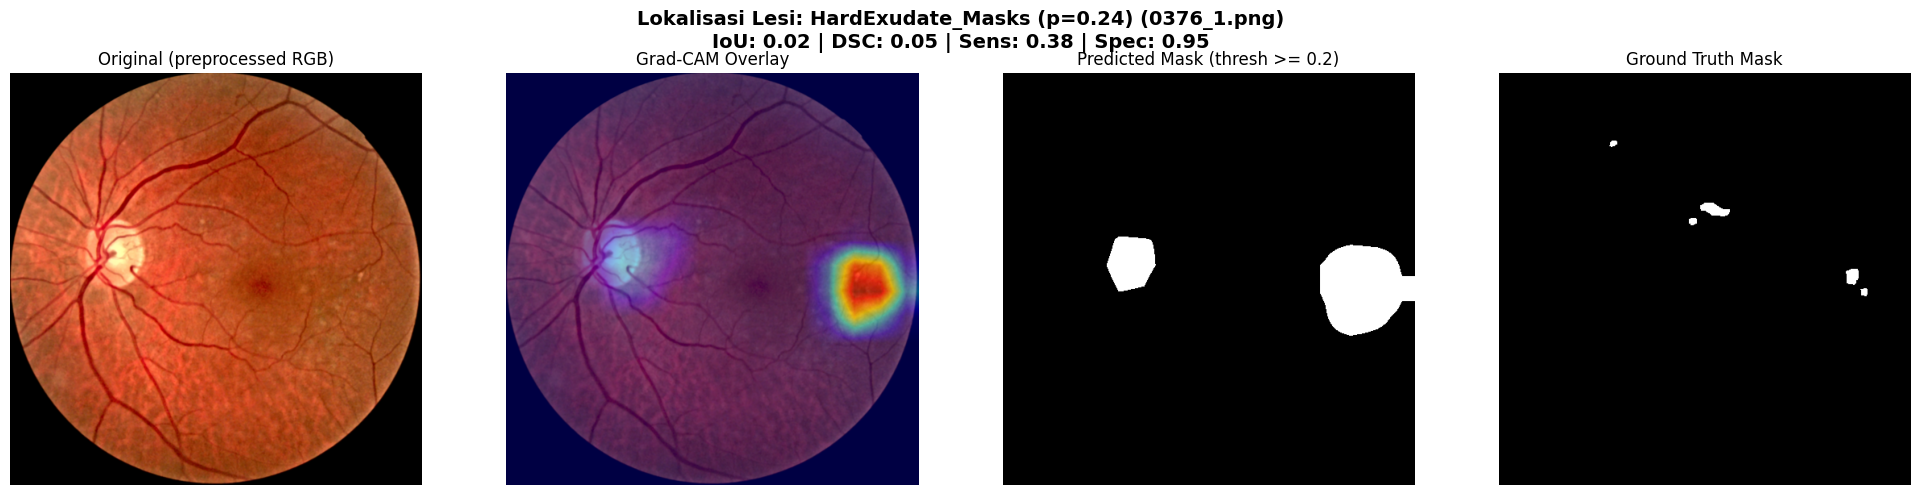 Lokalisasi Lesi: HardExudate_Masks (p=0.24) (0376_1.png)
IoU: 0.02 | DSC: 0.05 | Sens: 0.38 | Spec: 0.95
Original (preprocessed RGB)
Grad-CAM Overlay
Predicted Mask (thresh >= 0.2)
Ground Truth Mask